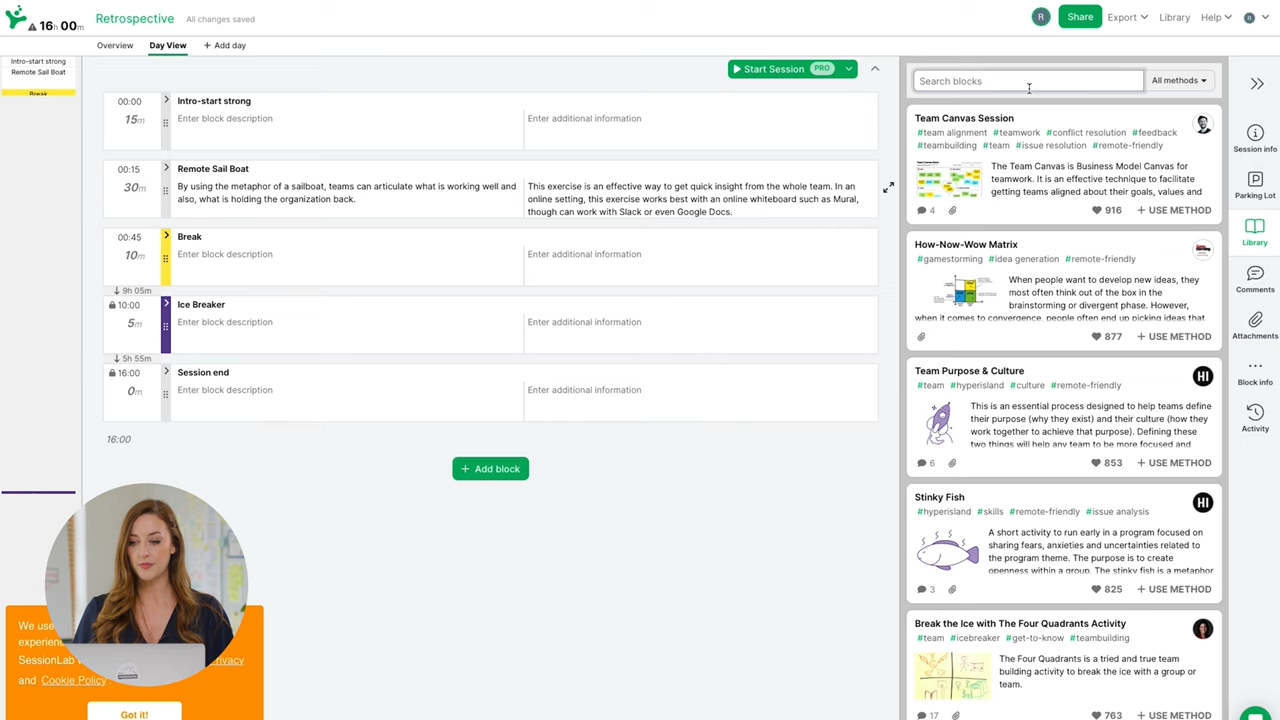 16h 00m
Retrospective
All changes saved
R
Share
Export
Library
Help
R
Overview
Day View
+ Add day
Intro-start strong
Remote Sail Boat
Break
Start Session PRO
00:00
15m
Intro-start strong
Enter block description
Enter additional information
00:15
30m
Remote Sail Boat
By using the metaphor of a sailboat, teams can articulate what is working well and
also, what is holding the organization back.
This exercise is an effective way to get quick insight from the whole team. In an
online setting, this exercise works best with an online whiteboard such as Mural,
though can work with Slack or even Google Docs.
00:45
10m
Break
Enter block description
Enter additional information
9h 05m
10:00
5m
Ice Breaker
Enter block description
Enter additional information
5h 55m
16:00
0m
Session end
Enter block description
Enter additional information
16:00
+ Add block
Search blocks
All methods
Team Canvas Session
#team alignment #teamwork #conflict resolution #feedback
#teambuilding #team #issue resolution #remote-friendly
The Team Canvas is Business Model Canvas for
teamwork. It is an effective technique to facilitate
getting teams aligned about their goals, values and
4
916
+ USE METHOD
How-Now-Wow Matrix
#gamestorming #idea generation #remote-friendly
When people want to develop new ideas, they
most often think out of the box in the
brainstorming or divergent phase. However,
when it comes to convergence, people often end up picking ideas that
877
+ USE METHOD
Team Purpose & Culture
#team #hyperisland #culture #remote-friendly
HI
This is an essential process designed to help teams define
their purpose (why they exist) and their culture (how they
work together to achieve that purpose). Defining these
two things will help any team to be more focused and
6
853
+ USE METHOD
Stinky Fish
#hyperisland #skills #remote-friendly #issue analysis
HI
A short activity to run early in a program focused on
sharing fears, anxieties and uncertainties related to
the program theme. The purpose is to create
openness within a group. The stinky fish is a metaphor
3
825
+ USE METHOD
Break the Ice with The Four Quadrants Activity
#team #icebreaker #get-to-know #teambuilding
The Four Quadrants is a tried and true team
building activity to break the ice with a group or
team.
17
763
+ USE METHOD
Session info
Parking Lot
Library
Comments
Attachments
Block info
Activity
We use
SessionLab
and Cookie Policy
Got it!